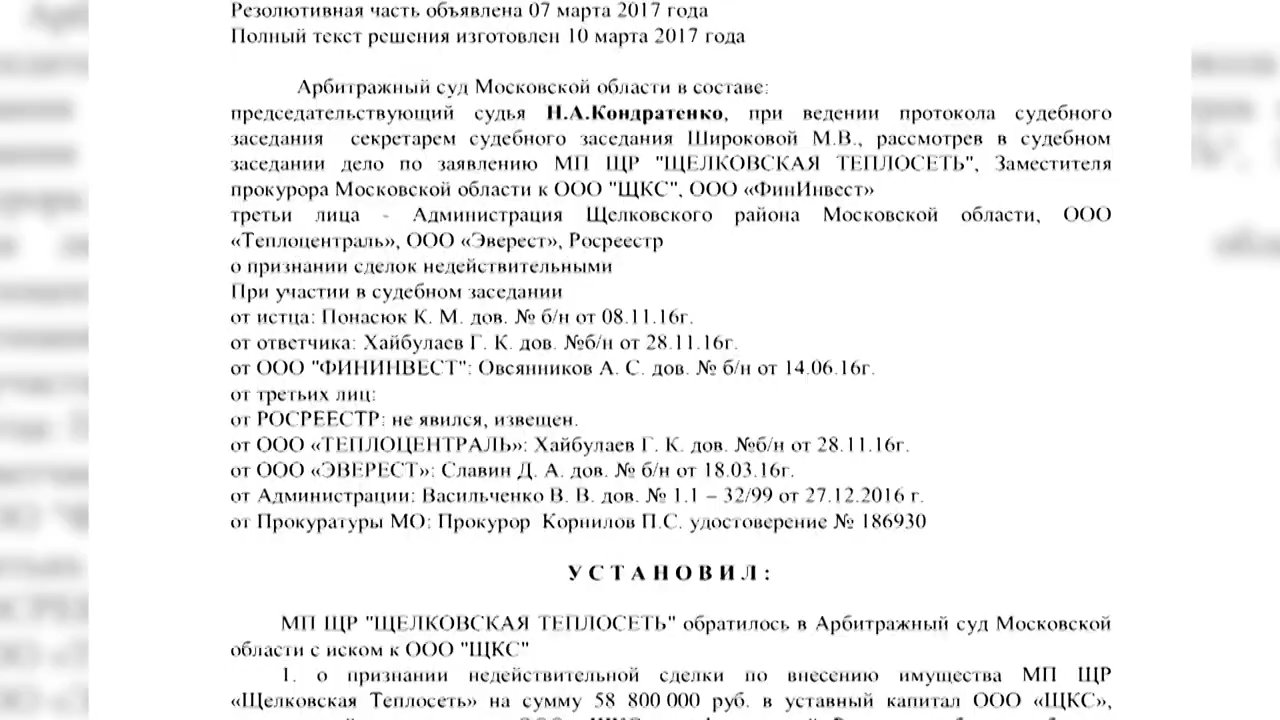 Резолютивная часть объявлена 07 марта 2017 года
Полный текст решения изготовлен 10 марта 2017 года
Арбитражный суд Московской области в составе:
председательствующий судья Н.А.Кондратенко, при ведении протокола судебного
заседания секретарем судебного заседания Широковой М.В., рассмотрев в судебном
заседании дело по заявлению МП ЩР "ЩЕЛКОВСКАЯ ТЕПЛОСЕТЬ", Заместителя
прокурора Московской области к ООО "ЩКС", ООО «ФинИнвест»
третьи лица - Администрация Щелковского района Московской области, ООО
«Теплоцентраль», ООО «Эверест», Росреестр
о признании сделок недействительными
При участии в судебном заседании
от истца: Понасюк К. М. дов. № б/н от 08.11.16г.
от ответчика: Хайбулаев Г. К. дов. №б/н от 28.11.16г.
от ООО "ФИНИНВЕСТ": Овсянников А. С. дов. № б/н от 14.06.16г.
от третьих лиц:
от РОСРЕЕСТР: не явился, извещен.
от ООО «ТЕПЛОЦЕНТРАЛЬ»: Хайбулаев Г. К. дов. №б/н от 28.11.16г.
от ООО «ЭВЕРЕСТ»: Славин Д. А. дов. № б/н от 18.03.16г.
от Администрации: Васильченко В. В. дов. № 1.1 – 32/99 от 27.12.2016 г.
от Прокуратуры МО: Прокурор Корнилов П.С. удостоверение № 186930
У С Т А Н О В И Л :
МП ЩР "ЩЕЛКОВСКАЯ ТЕПЛОСЕТЬ" обратилось в Арбитражный суд Московской
области с иском к ООО "ЩКС"
1. о признании недействительной сделки по внесению имущества МП ЩР
«Щелковская Теплосеть» на сумму 58 800 000 руб. в уставный капитал ООО «ЩКС»,